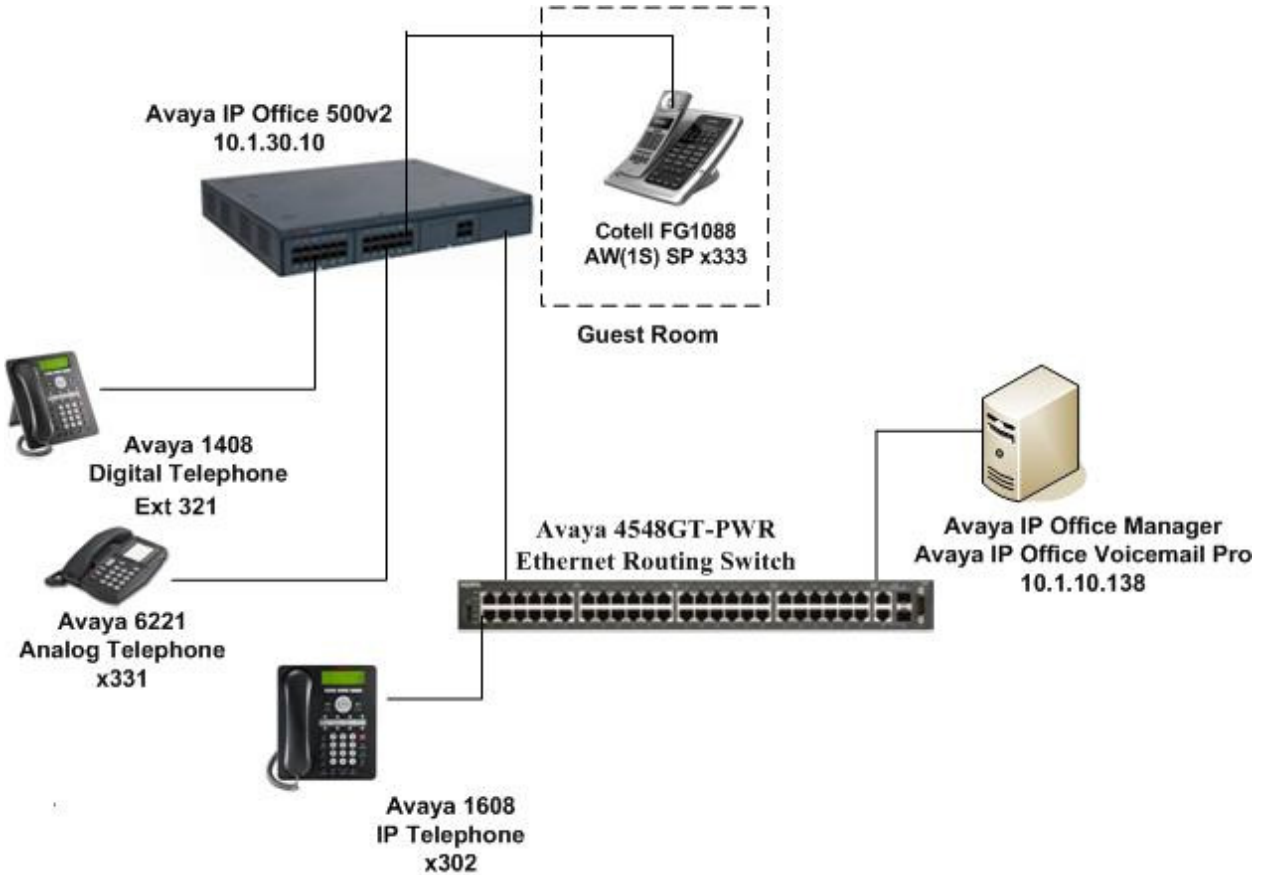 Avaya IP Office 500v2
10.1.30.10
Cotell FG1088
AW(1S) SP x333
Guest Room
Avaya 1408
Digital Telephone
Ext 321
Avaya 4548GT-PWR
Ethernet Routing Switch
Avaya IP Office Manager
Avaya IP Office Voicemail Pro
10.1.10.138
Avaya 6221
Analog Telephone
x331
Avaya 1608
IP Telephone
x302